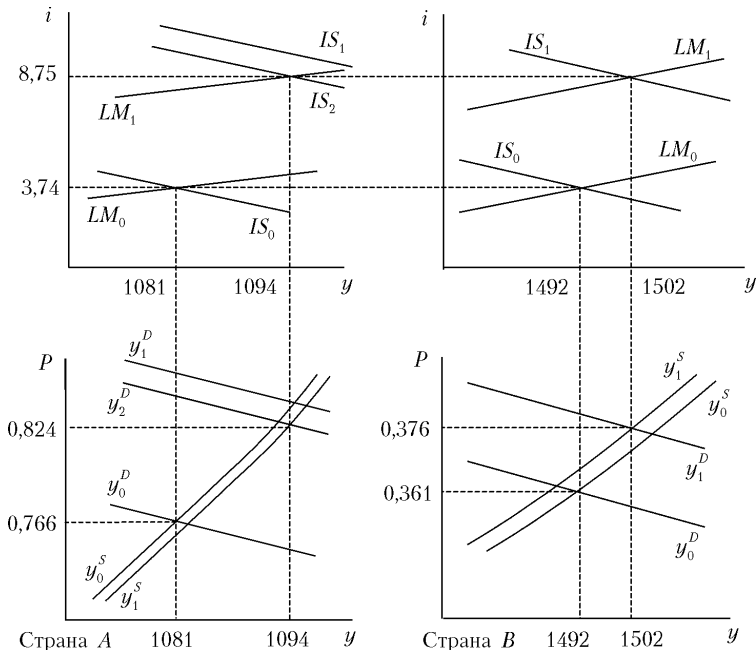 i
i
IS₁
IS₁
LM₁
8,75
IS₂
LM₁
IS₀
LM₀
3,74
LM₀
IS₀
1081
1094
y
1492
1502
y
P
P
y₁ᴰ
y₁ˢ
y₂ᴰ
y₀ˢ
0,824
0,376
y₁ᴰ
y₀ᴰ
0,361
0,766
y₀ᴰ
y₀ˢ
y₁ˢ
Страна A
1081
1094
y
Страна B
1492
1502
y